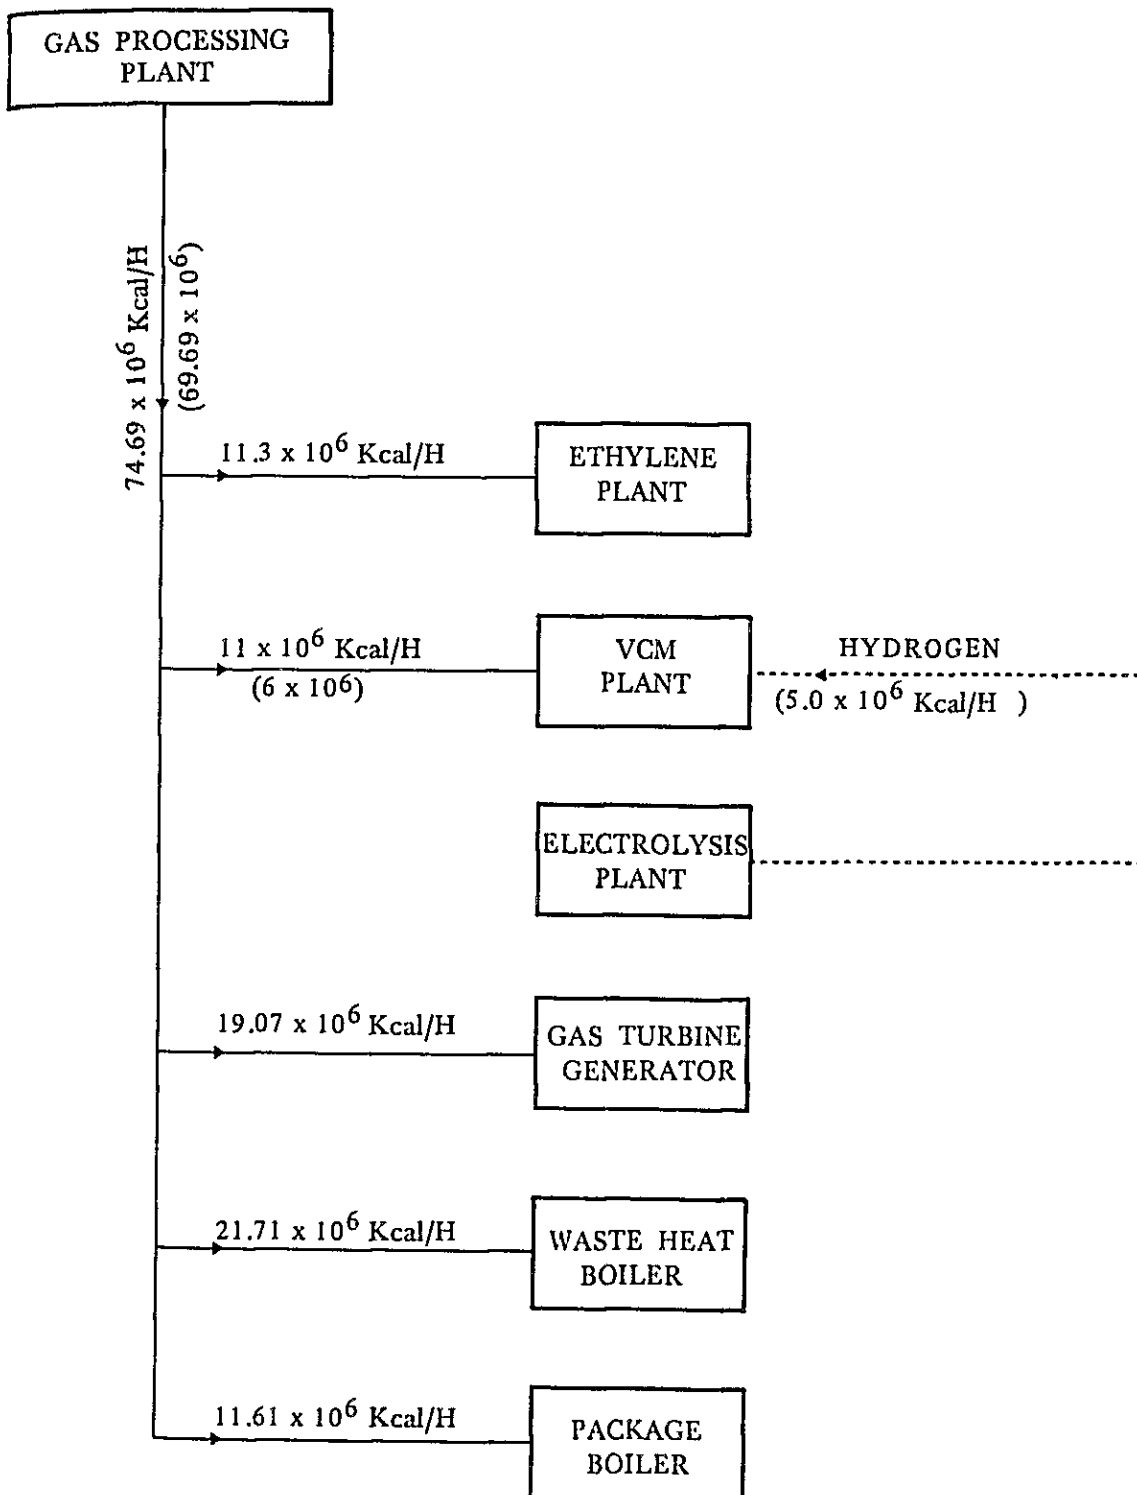 GAS PROCESSING
PLANT
74.69 x 10⁶ Kcal/H
(69.69 x 10⁶)
11.3 x 10⁶ Kcal/H
ETHYLENE
PLANT
11 x 10⁶ Kcal/H
(6 x 10⁶)
VCM
PLANT
HYDROGEN
(5.0 x 10⁶ Kcal/H )
ELECTROLYSIS
PLANT
19.07 x 10⁶ Kcal/H
GAS TURBINE
GENERATOR
21.71 x 10⁶ Kcal/H
WASTE HEAT
BOILER
11.61 x 10⁶ Kcal/H
PACKAGE
BOILER